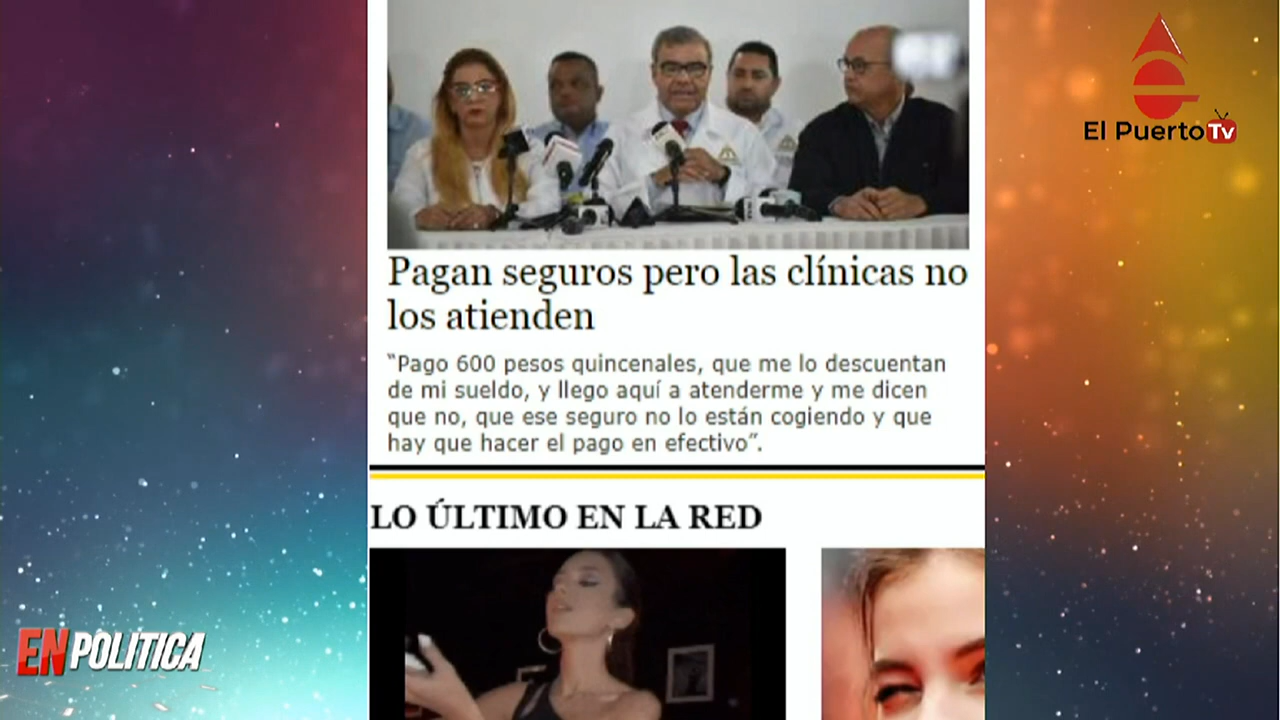 El Puerto Tv
Pagan seguros pero las clínicas no
los atienden
“Pago 600 pesos quincenales, que me lo descuentan
de mi sueldo, y llego aquí a atenderme y me dicen
que no, que ese seguro no lo están cogiendo y que
hay que hacer el pago en efectivo”.
LO ÚLTIMO EN LA RED
EN POLÍTICA